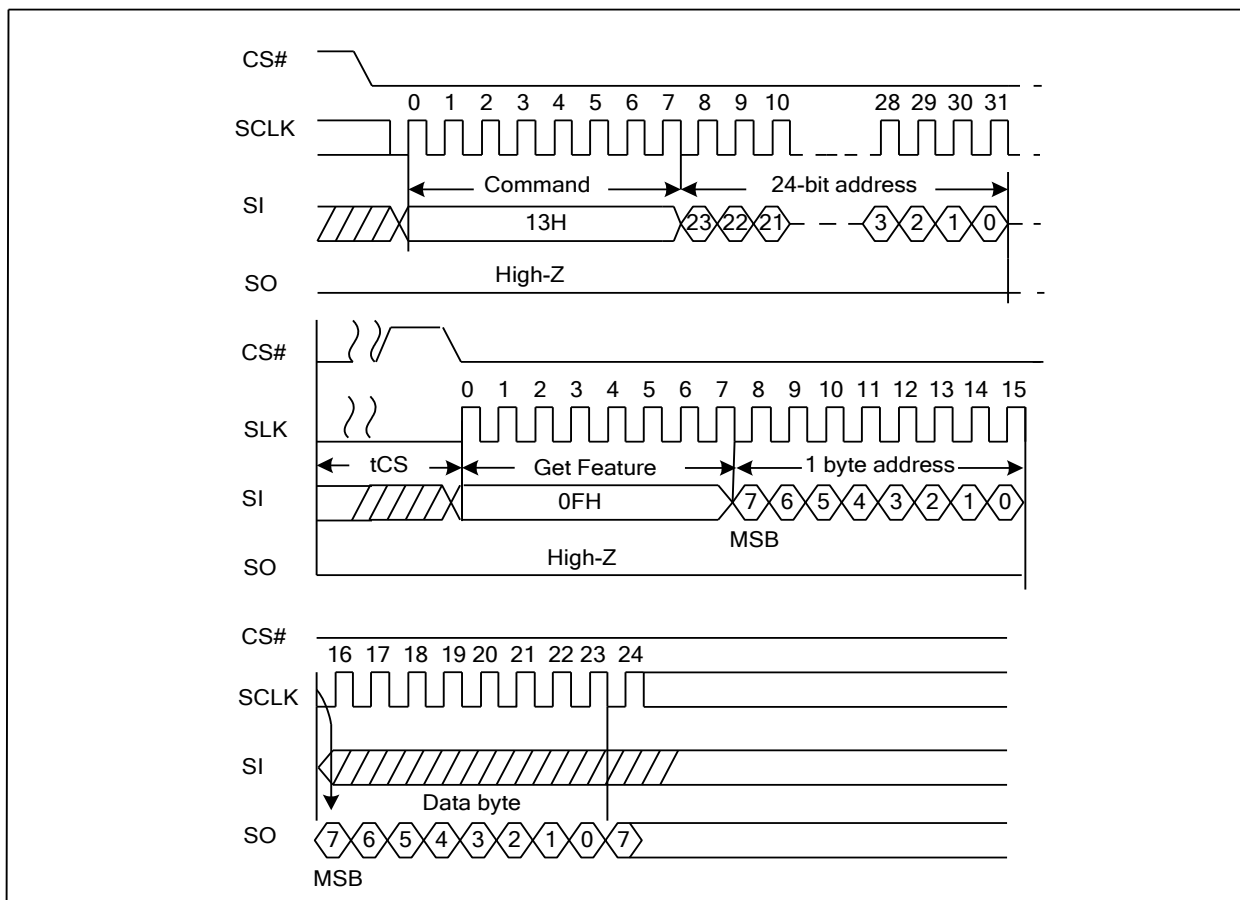 CS#
0 1 2 3 4 5 6 7 8 9 10 28 29 30 31
SCLK
Command 24-bit address
SI
13H 23 22 21 3 2 1 0
High-Z
SO
CS#
0 1 2 3 4 5 6 7 8 9 10 11 12 13 14 15
SLK
tCS Get Feature 1 byte address
SI
0FH 7 6 5 4 3 2 1 0
MSB
High-Z
SO
CS#
16 17 18 19 20 21 22 23 24
SCLK
SI
Data byte
SO
7 6 5 4 3 2 1 0 7
MSB